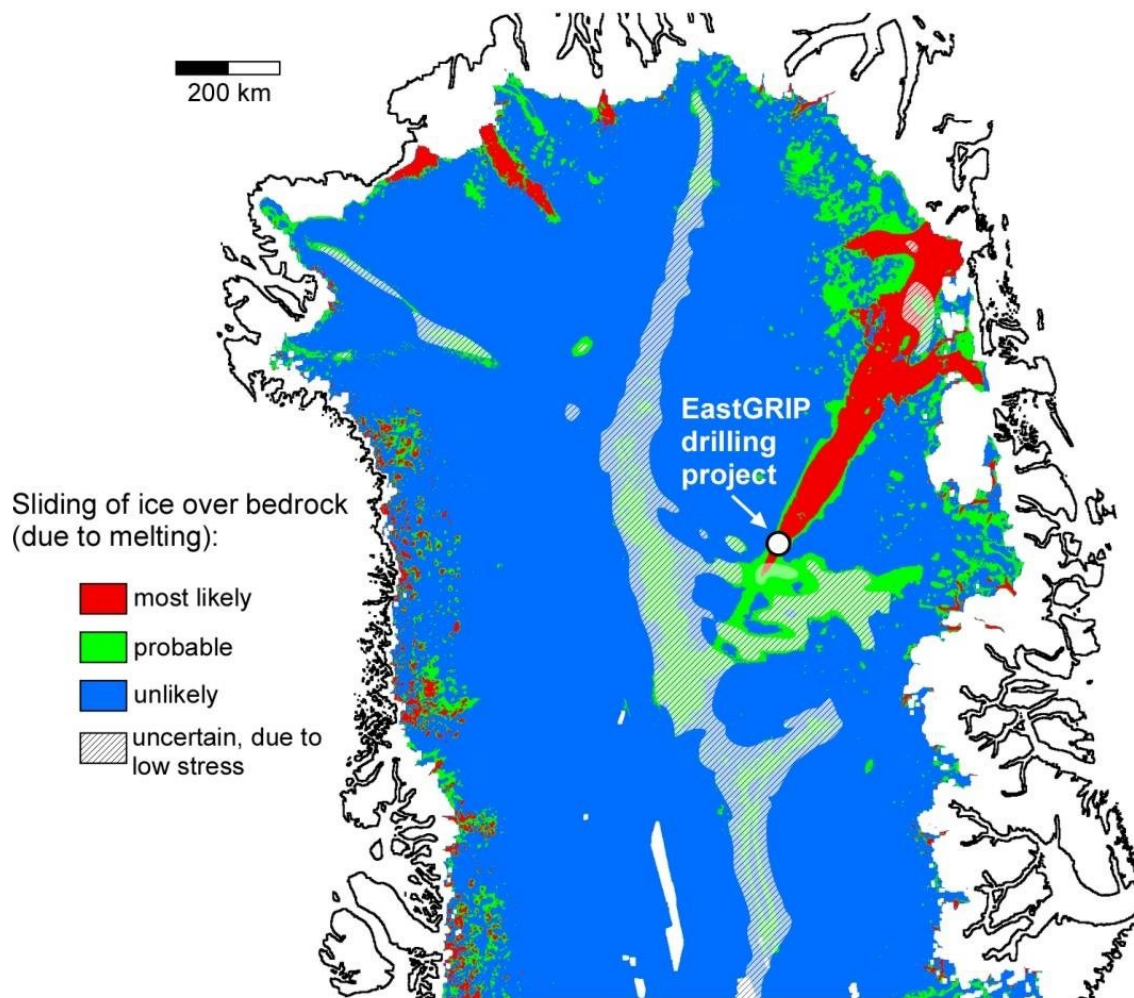 200 km
EastGRIP
drilling
project
Sliding of ice over bedrock
(due to melting):
most likely
probable
unlikely
uncertain, due to
low stress